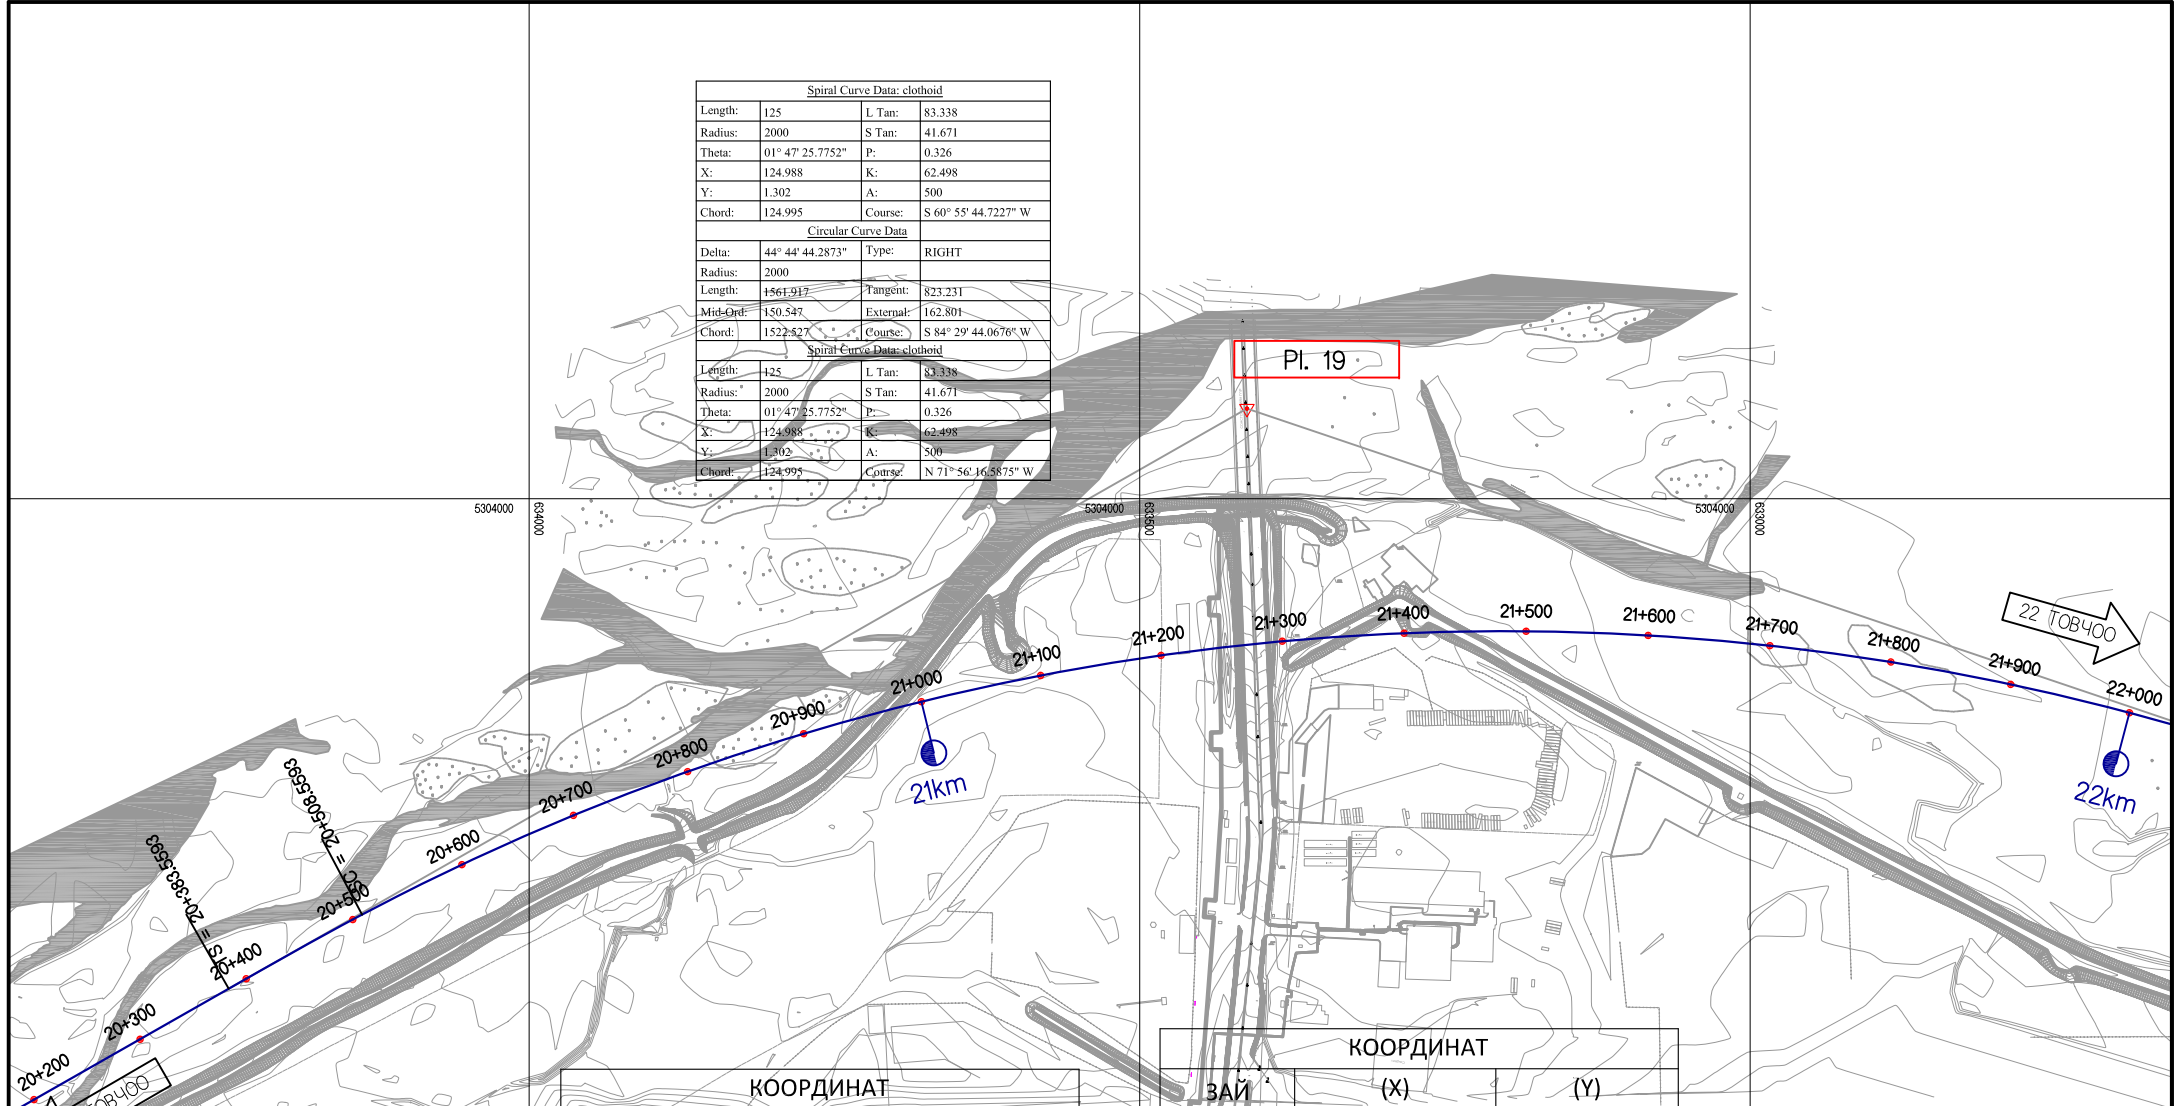 Spiral Curve Data: clothoid
Length: 125 L Tan: 83.338
Radius: 2000 S Tan: 41.671
Theta: 01° 47' 25.7752" P: 0.326
X: 124.988 K: 62.498
Y: 1.302 A: 500
Chord: 124.995 Course: S 60° 55' 44.7227" W
Circular Curve Data
Delta: 44° 44' 44.2873" Type: RIGHT
Radius: 2000
Length: 1561.917 Tangent: 823.231
Mid-Ord: 150.547 External: 162.801
Chord: 1522.527 Course: S 84° 29' 44.0676" W
Spiral Curve Data: clothoid
Length: 125 L Tan: 83.338
Radius: 2000 S Tan: 41.671
Theta: 01° 47' 25.7752" P: 0.326
X: 124.988 K: 62.498
Y: 1.302 A: 500
Chord: 124.995 Course: N 71° 56' 16.5875" W
PI. 19
5304000
634000
5304000
633500
5304000
633000
22 ТОВЧОО
20+200
20+300
20+400
20+500
20+600
20+700
20+800
20+900
21+000
21+100
21+200
21+300
21+400
21+500
21+600
21+700
21+800
21+900
22+000
21km
22km
= 20+383.5593
SC = 20+508.5593
КООРДИНАТ
КООРДИНАТ
ЗАЙ (X) (Y)